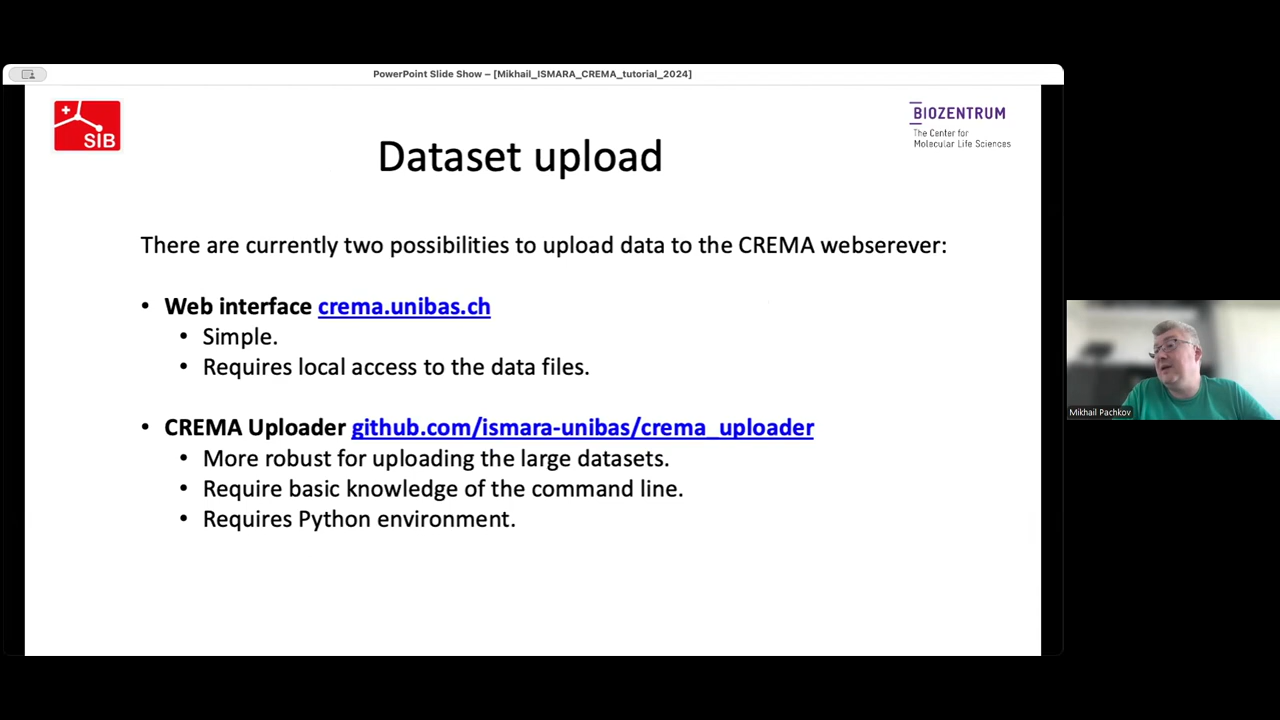 PowerPoint Slide Show – [Mikhail_ISMARA_CREMA_tutorial_2024]
SIB
BIOZENTRUM
The Center for
Molecular Life Sciences
Dataset upload
There are currently two possibilities to upload data to the CREMA webserever:
• Web interface crema.unibas.ch
• Simple.
• Requires local access to the data files.
• CREMA Uploader github.com/ismara-unibas/crema_uploader
• More robust for uploading the large datasets.
• Require basic knowledge of the command line.
• Requires Python environment.
Mikhail Pachkov